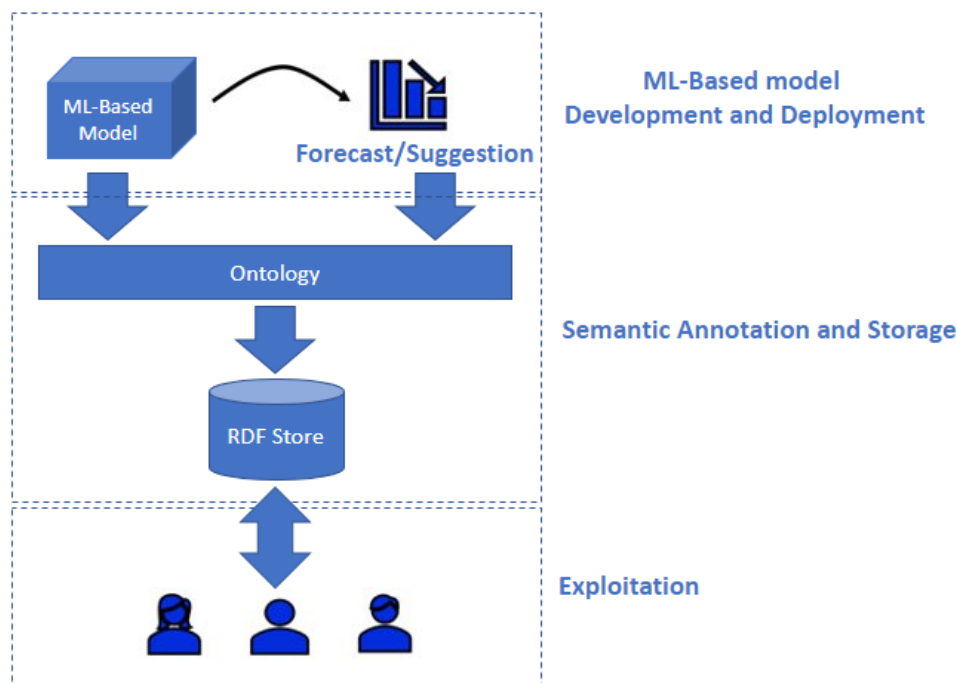 ML-Based
Model
Forecast/Suggestion
ML-Based model
Development and Deployment
Ontology
Semantic Annotation and Storage
RDF Store
Exploitation